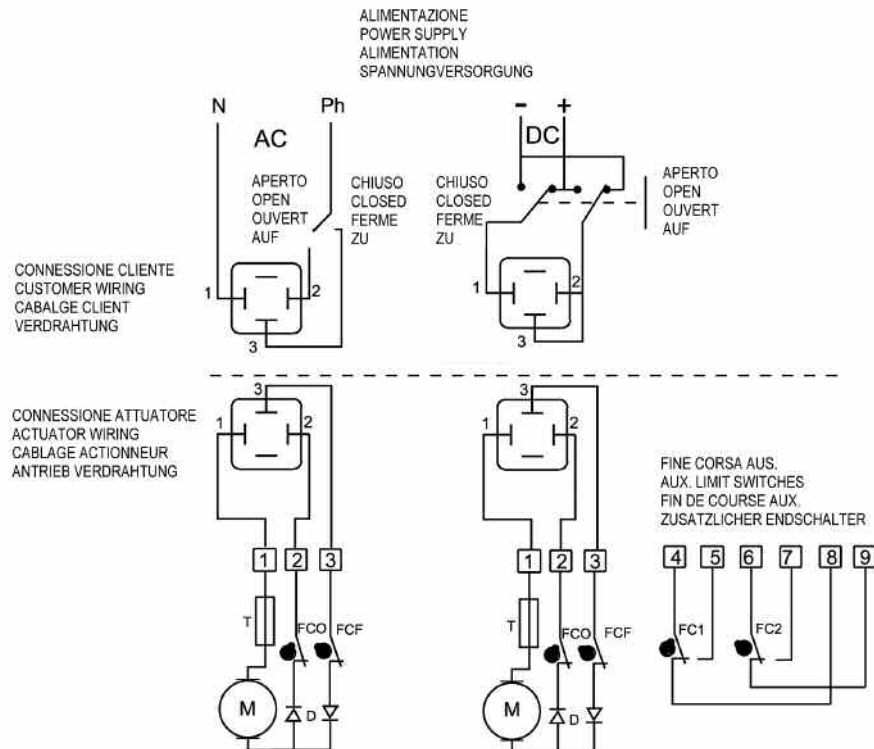 ALIMENTAZIONE
POWER SUPPLY
ALIMENTATION
SPANNUNGVERSORGUNG
N
Ph
AC
- +
DC
APERTO
OPEN
OUVERT
AUF
CHIUSO
CLOSED
FERME
ZU
CHIUSO
CLOSED
FERME
ZU
APERTO
OPEN
OUVERT
AUF
CONNESSIONE CLIENTE
CUSTOMER WIRING
CABALGE CLIENT
VERDRAHTUNG
1
2
3
1
2
3
CONNESSIONE ATTUATORE
ACTUATOR WIRING
CABLAGE ACTIONNEUR
ANTRIEB VERDRAHTUNG
3
1
2
3
1
2
FINE CORSA AUS.
AUX. LIMIT SWITCHES
FIN DE COURSE AUX.
ZUSATZLICHER ENDSCHALTER
1 2 3
1 2 3
4 5 6 7 8 9
T
FCO
FCF
T
FCO
FCF
FC1
FC2
M
D
M
D